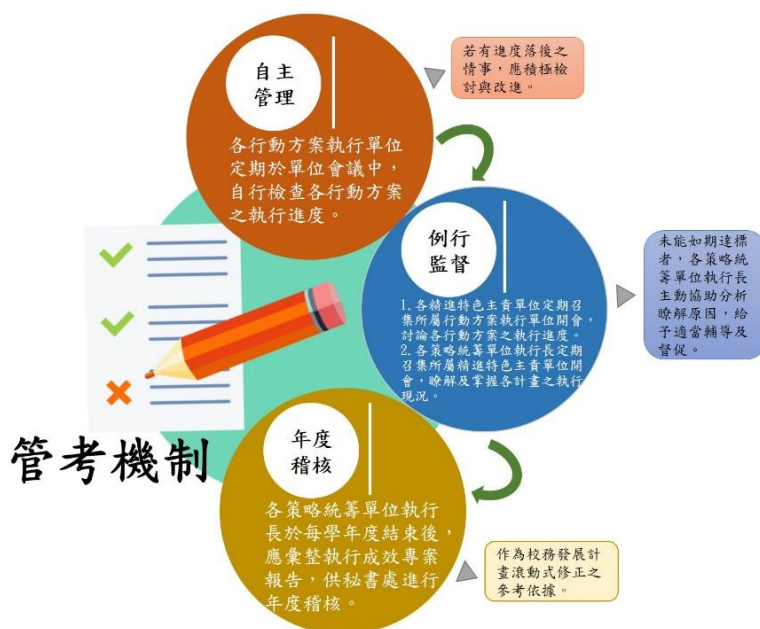 自主
管理
各行動方案執行單位
定期於單位會議中，
自行檢查各行動方案
之執行進度。
若有進度落後之
情事，應積極檢
討與改進。
例行
監督
1. 各精進特色主責單位定期召
集所屬行動方案執行單位開會，
討論各行動方案之執行進度。
2. 各策略統籌單位執行長定期
召集所屬精進特色主責單位開
會，瞭解及掌握各計畫之執行
現況。
未能如期達標
者，各策略統
籌單位執行長
主動協助分析
瞭解原因，給
予適當輔導及
督促。
管考機制
年度
稽核
各策略統籌單位執行
長於每學年度結束後，
應彙整執行成效專案
報告，供秘書處進行
年度稽核。
作為校務發展計
畫滾動式修正之
參考依據。